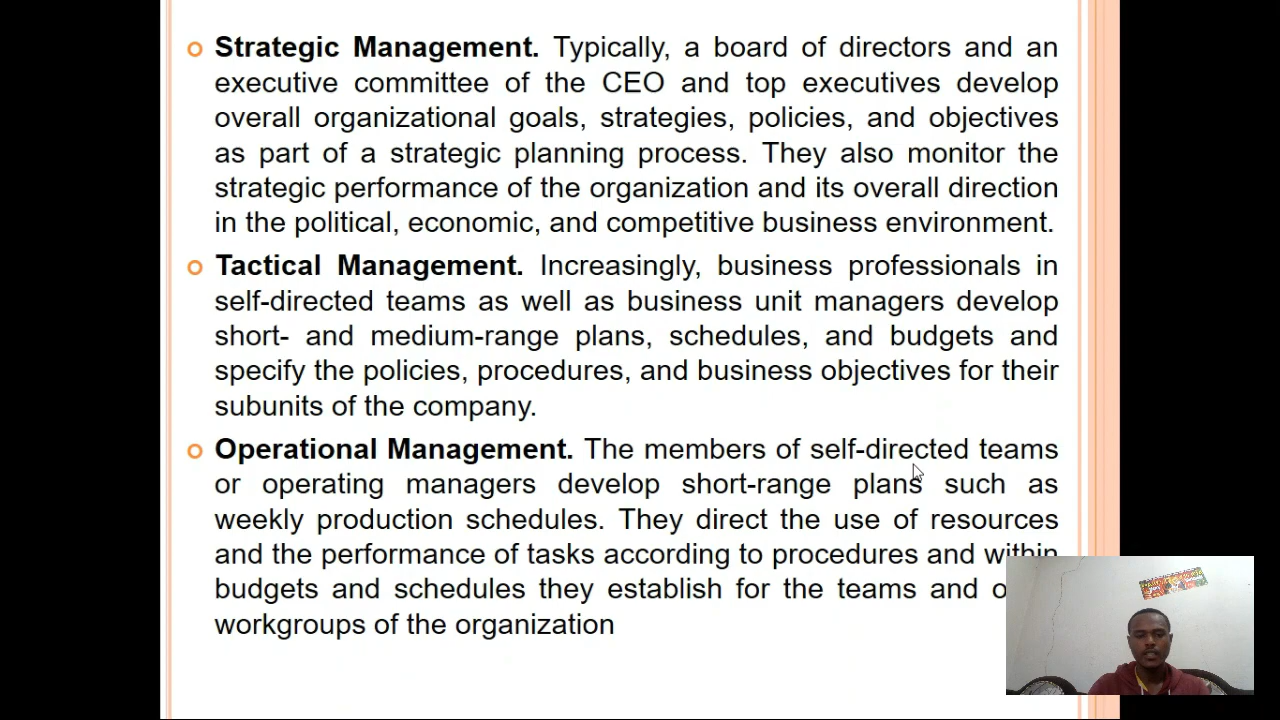 Strategic Management. Typically, a board of directors and an
executive committee of the CEO and top executives develop
overall organizational goals, strategies, policies, and objectives
as part of a strategic planning process. They also monitor the
strategic performance of the organization and its overall direction
in the political, economic, and competitive business environment.
Tactical Management. Increasingly, business professionals in
self-directed teams as well as business unit managers develop
short- and medium-range plans, schedules, and budgets and
specify the policies, procedures, and business objectives for their
subunits of the company.
Operational Management. The members of self-directed teams
or operating managers develop short-range plans such as
weekly production schedules. They direct the use of resources
and the performance of tasks according to procedures and within
budgets and schedules they establish for the teams and
workgroups of the organization